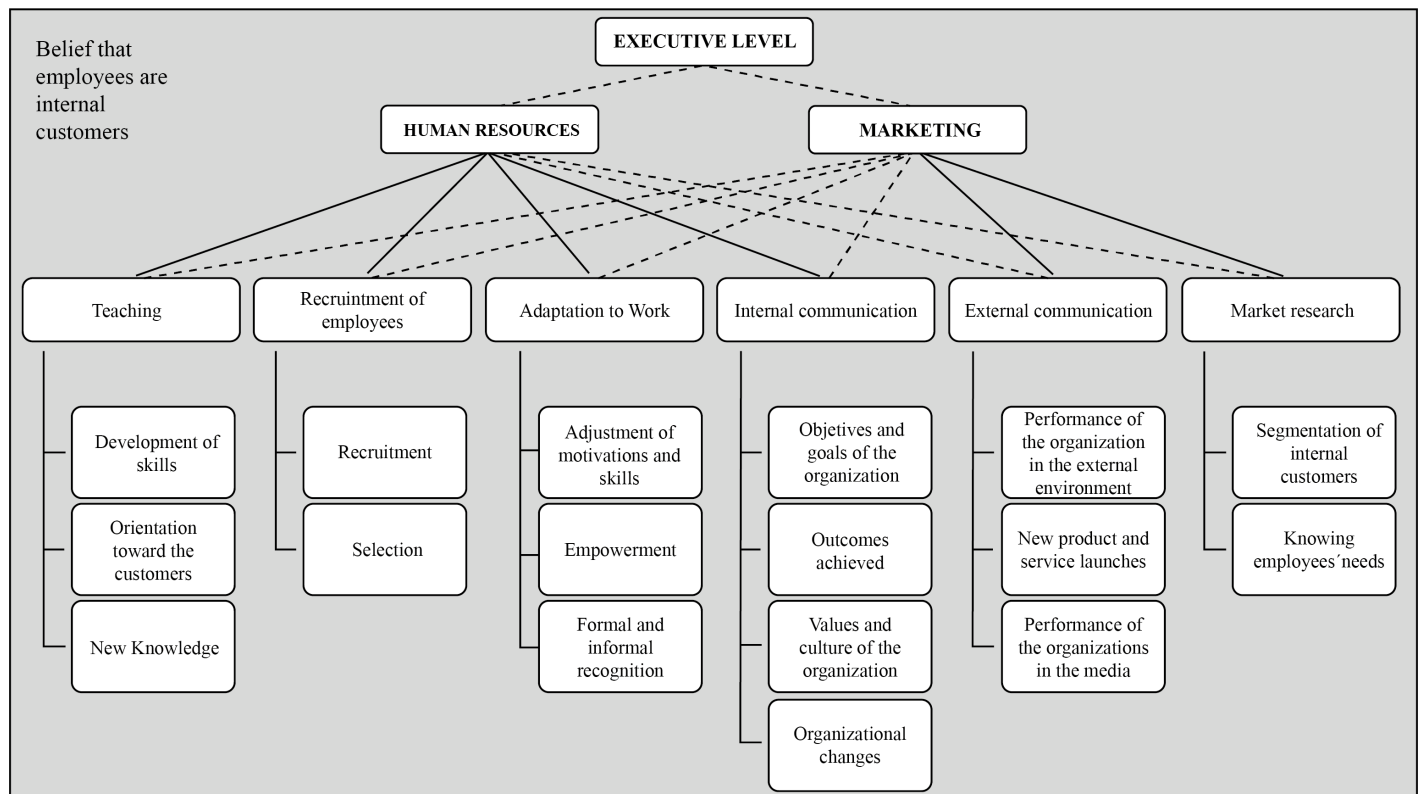 Belief that
employees are
internal
customers
EXECUTIVE LEVEL
HUMAN RESOURCES
MARKETING
Teaching
Recruintment of
employees
Adaptation to Work
Internal communication
External communication
Market research
Development of
skills
Orientation
toward the
customers
New Knowledge
Recruitment
Selection
Adjustment of
motivations and
skills
Empowerment
Formal and
informal
recognition
Objetives and
goals of the
organization
Outcomes
achieved
Values and
culture of the
organization
Organizational
changes
Performance of
the organization
in the external
environment
New product and
service launches
Performance of
the organizations
in the media
Segmentation of
internal
customers
Knowing
employees´needs